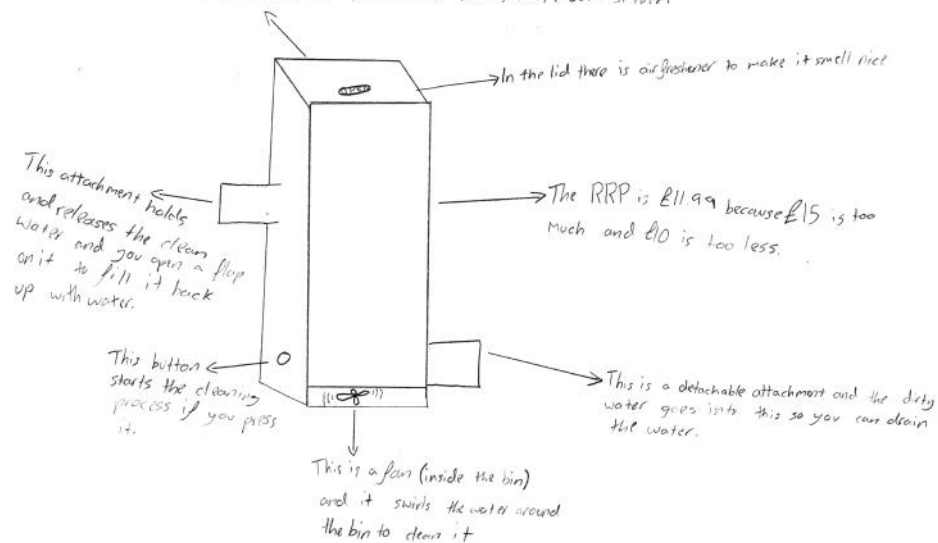 In the lid there is airfreshener to make it smell nice
This attachment holds
and releases the clean
water and you open a flap
on it to fill it back
up with water.
The RRP is £11.99 because £15 is too
much and £10 is too less.
This button
starts the cleaning
process if you press
it.
This is a detachable attachment and the dirty
water goes into this so you can drain
the water.
This is a fan (inside the bin)
and it swirls the water around
the bin to clean it